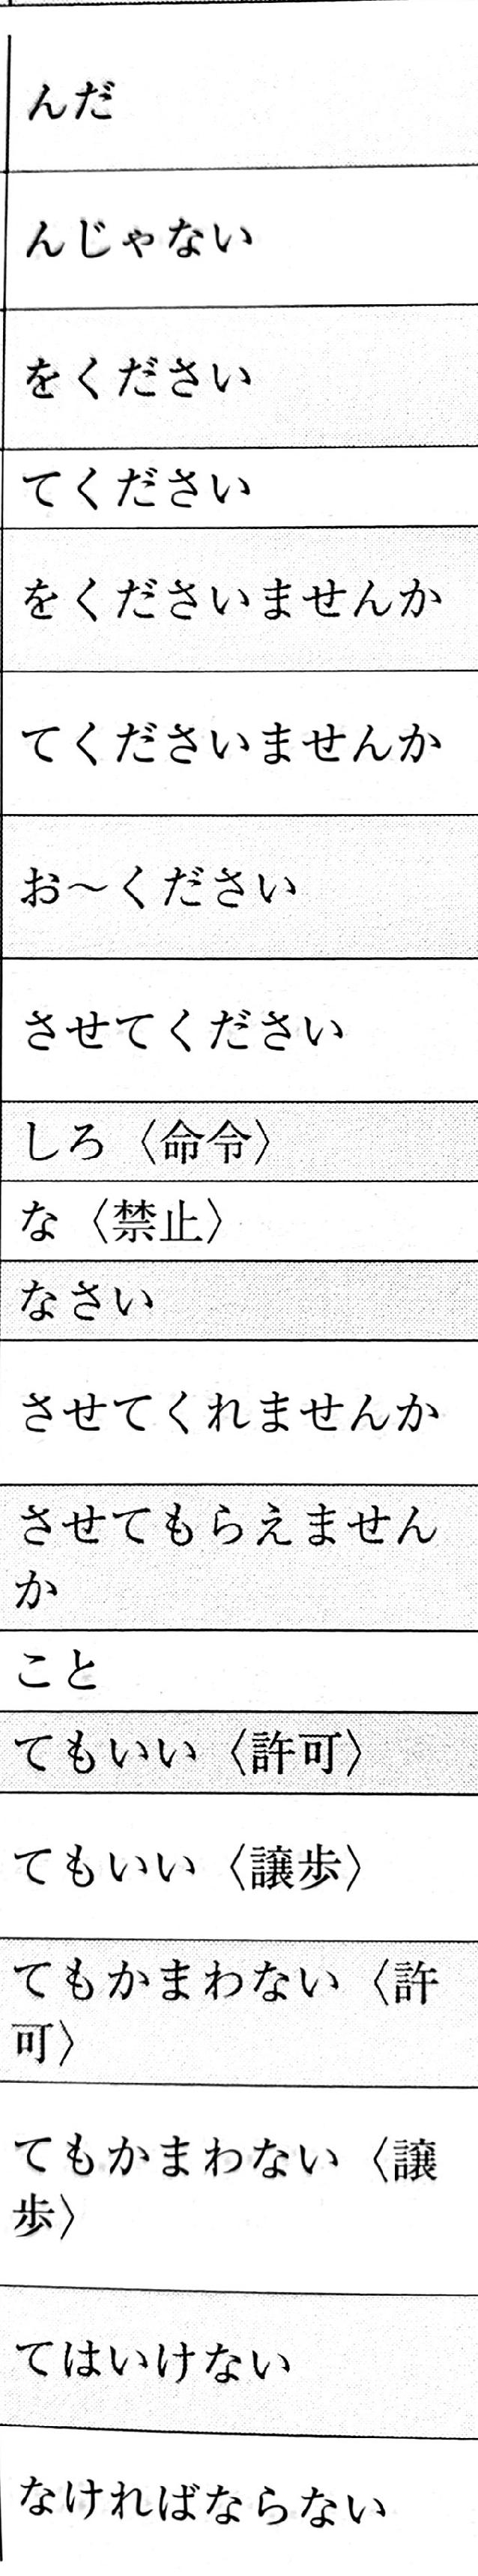 んだ
んじゃない
をください
てください
をくださいませんか
てくださいませんか
お～ください
させてください
しろ〈命令〉
な〈禁止〉
なさい
させてくれませんか
させてもらえません
か
こと
てもいい〈許可〉
てもいい〈譲歩〉
てもかまわない〈許
可〉
てもかまわない〈譲
歩〉
てはいけない
なければならない